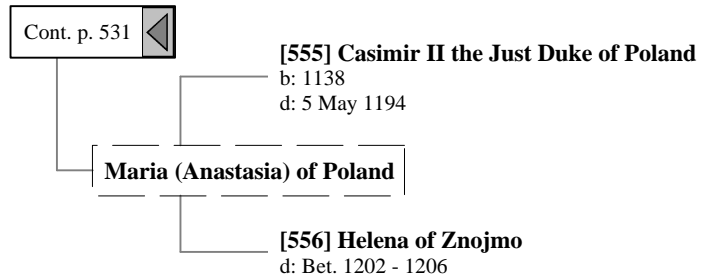 Cont. p. 531
[555] Casimir II the Just Duke of Poland
b: 1138
d: 5 May 1194
Maria (Anastasia) of Poland
[556] Helena of Znojmo
d: Bet. 1202 - 1206